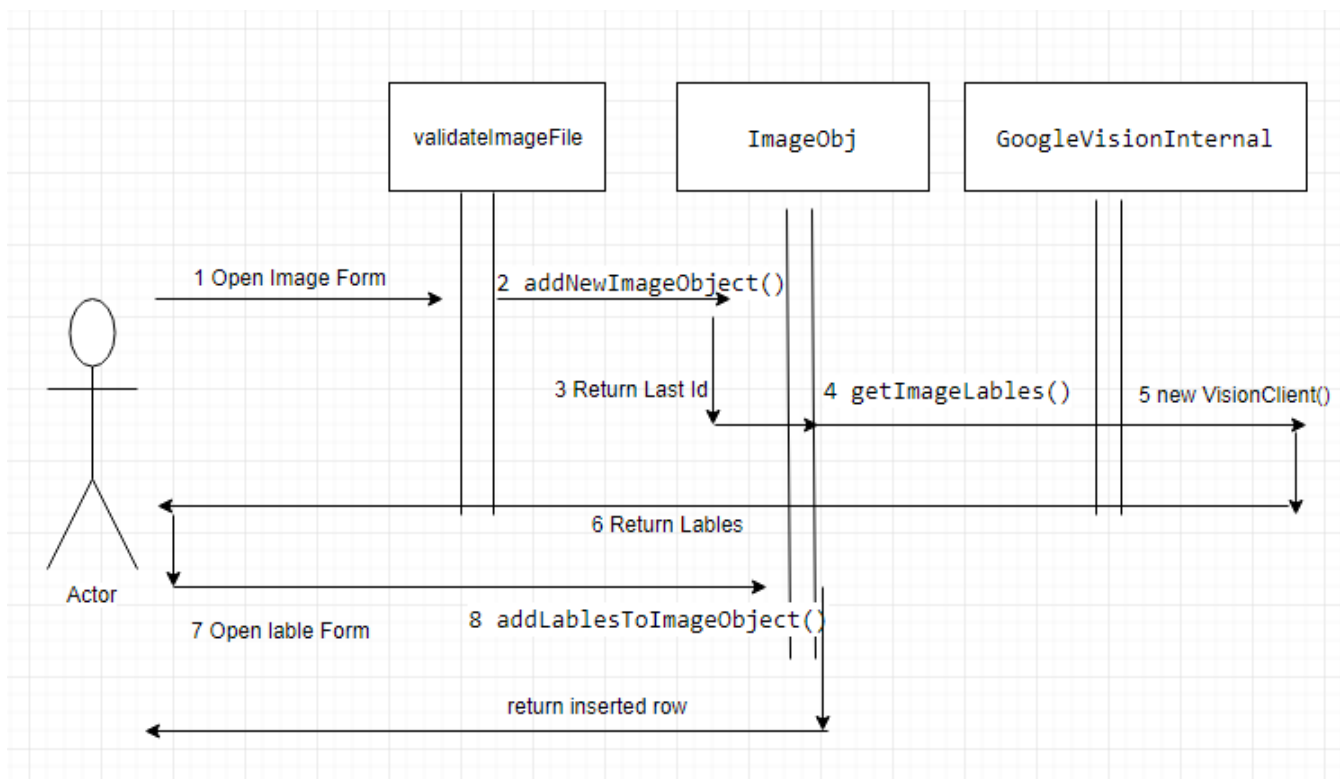 validateImageFile
ImageObj
GoogleVisionInternal
1 Open Image Form
2 addNewImageObject()
3 Return Last Id
4 getImageLables()
5 new VisionClient()
6 Return Lables
Actor
7 Open lable Form
8 addLablesToImageObject()
return inserted row